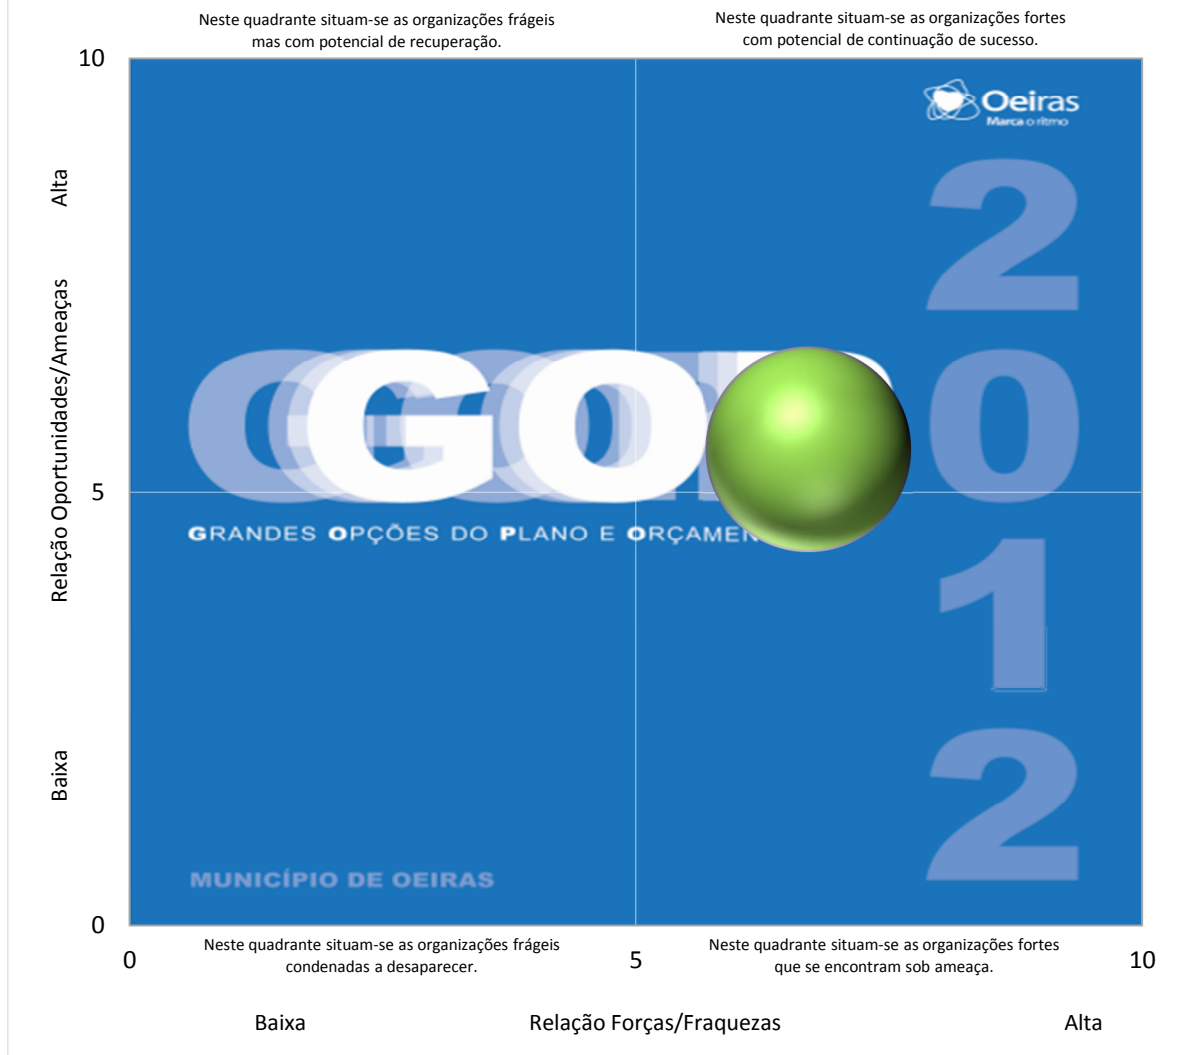 Neste quadrante situam-se as organizações frágeis
mas com potencial de recuperação.
Neste quadrante situam-se as organizações fortes
com potencial de continuação de sucesso.
10
Oeiras
Marca o ritmo
Alta
2
Relação Oportunidades/Ameaças
GO
0
5
GRANDES OPÇÕES DO PLANO E ORÇAMEN
1
Baixa
2
MUNICÍPIO DE OEIRAS
0
Neste quadrante situam-se as organizações frágeis
condenadas a desaparecer.
Neste quadrante situam-se as organizações fortes
que se encontram sob ameaça.
0
5
10
Baixa
Relação Forças/Fraquezas
Alta